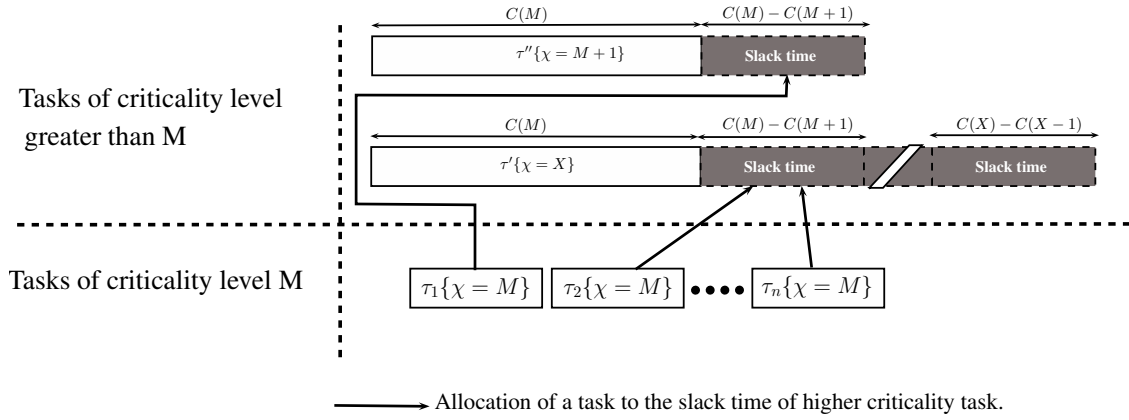 C(M)
C(M) − C(M + 1)
τ''{χ = M + 1}
Slack time
Tasks of criticality level
greater than M
C(M)
C(M) − C(M + 1)
C(X) − C(X − 1)
τ'{χ = X}
Slack time
Slack time
Tasks of criticality level M
τ₁{χ = M}
τ₂{χ = M}
τₙ{χ = M}
Allocation of a task to the slack time of higher criticality task.